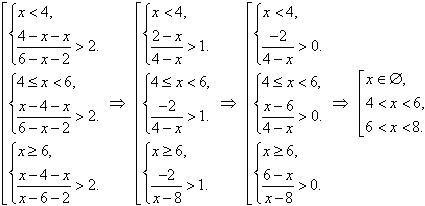 [ { x < 4, (4 − x − x)/(6 − x − 2) > 2.
{ 4 ≤ x < 6, (x − 4 − x)/(6 − x − 2) > 2.
{ x ≥ 6, (x − 4 − x)/(x − 6 − 2) > 2.
⇒
[ { x < 4, (2 − x)/(4 − x) > 1.
{ 4 ≤ x < 6, (−2)/(4 − x) > 1.
{ x ≥ 6, (−2)/(x − 8) > 1.
⇒
[ { x < 4, (−2)/(4 − x) > 0.
{ 4 ≤ x < 6, (x − 6)/(4 − x) > 0.
{ x ≥ 6, (6 − x)/(x − 8) > 0.
⇒
[ x ∈ ∅,
4 < x < 6,
6 < x < 8.